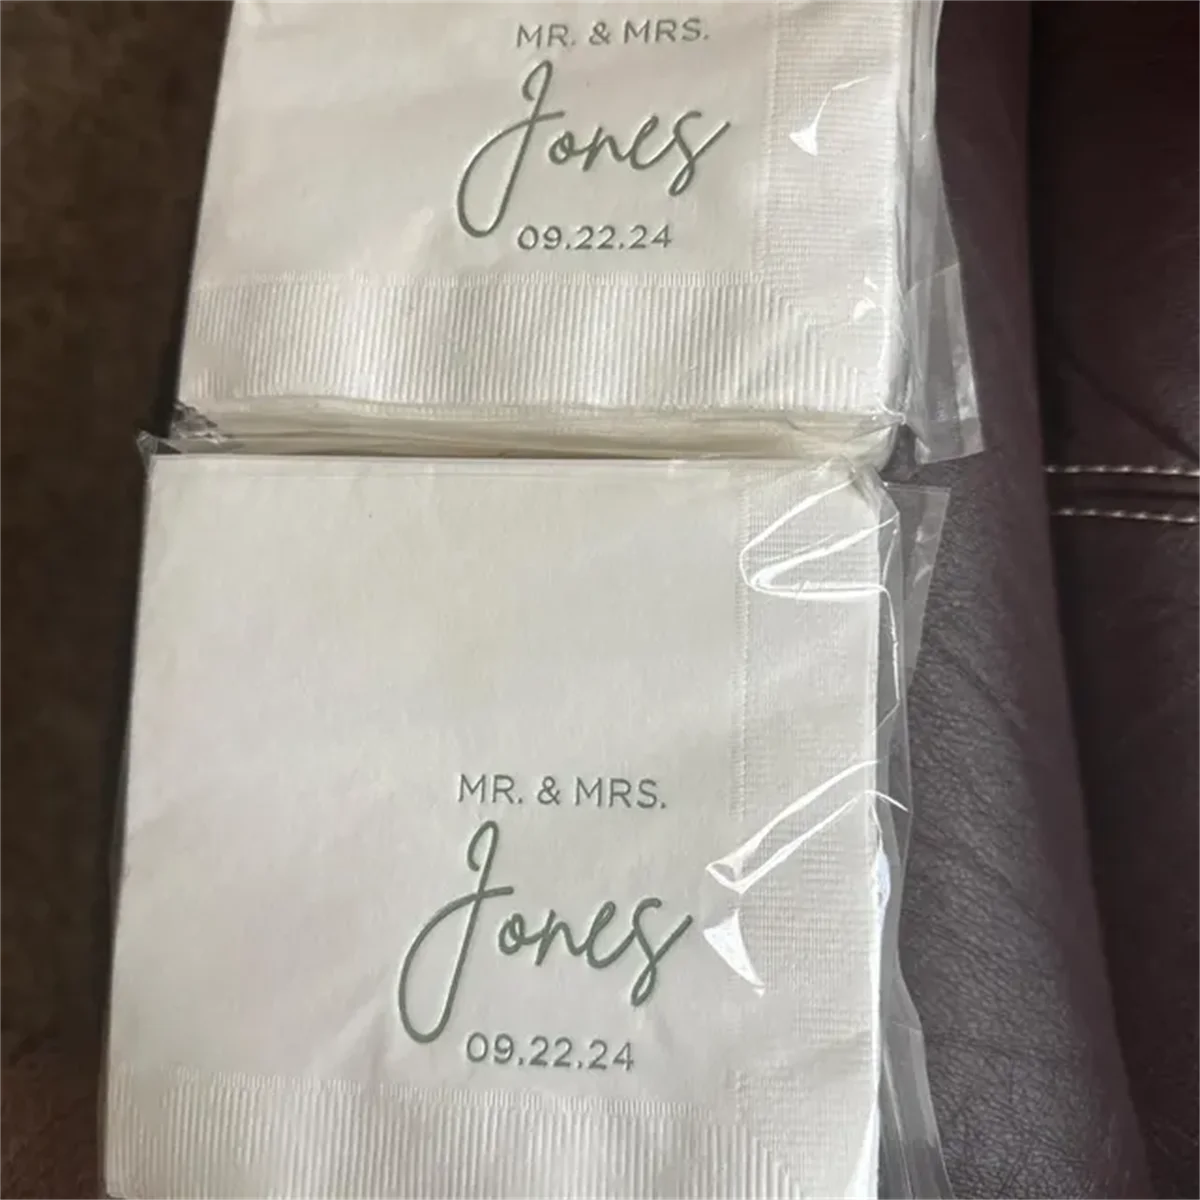 MR. & MRS.
Jones
09.22.24
MR. & MRS.
Jones
09.22.24